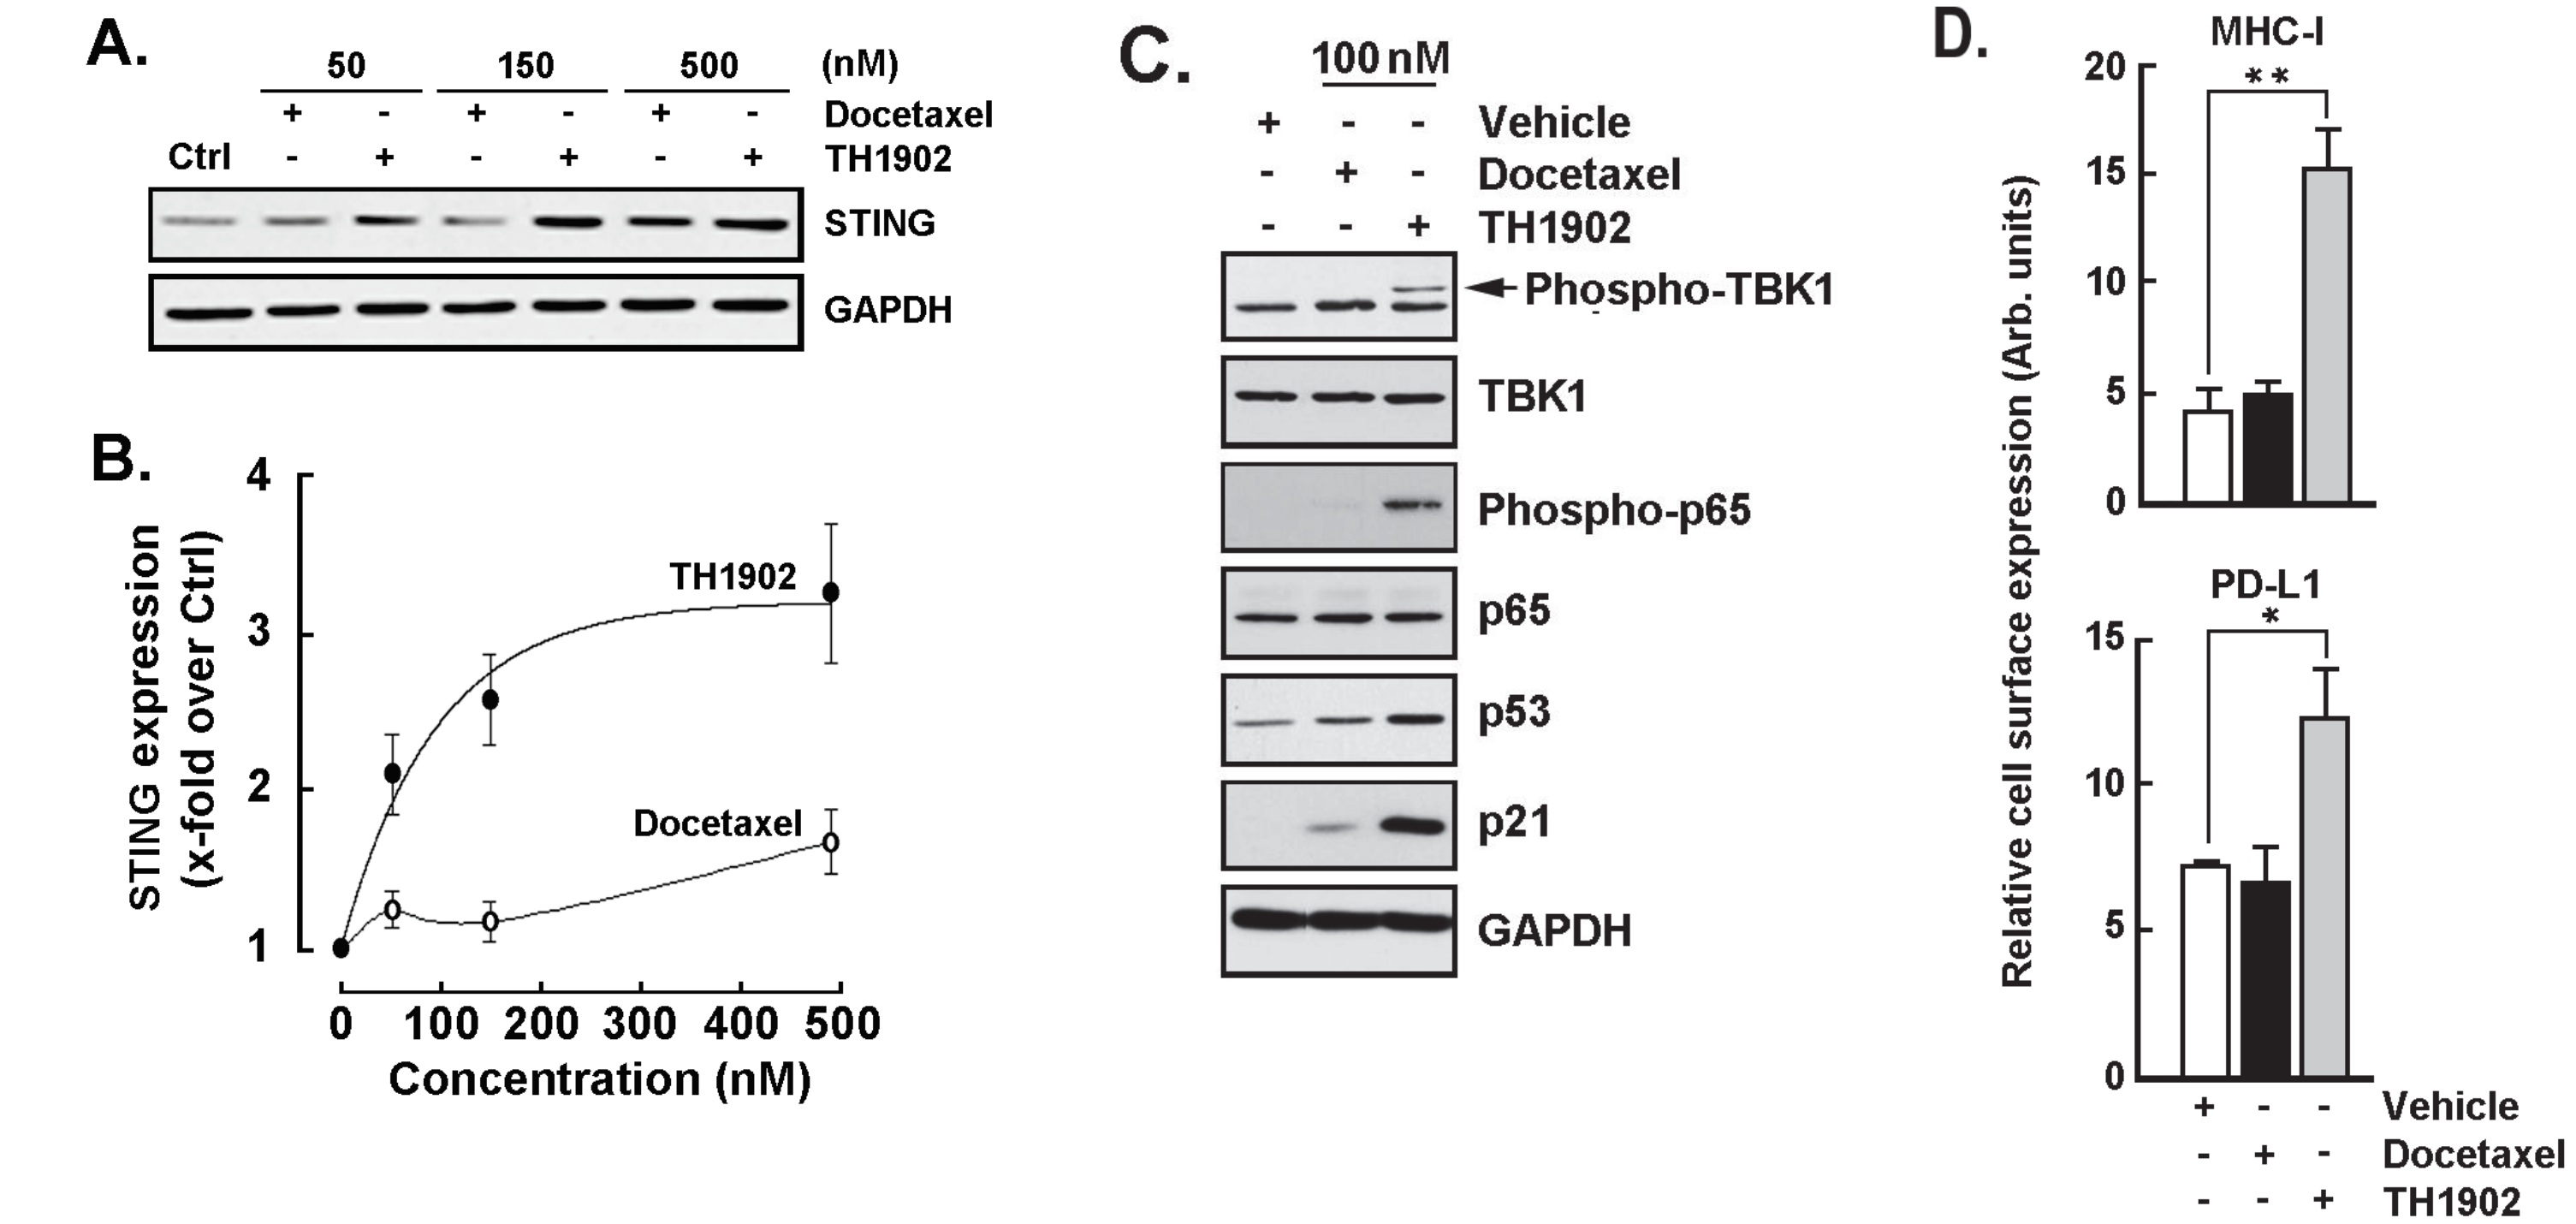 A.
50 150 500 (nM)
+ - + - + - Docetaxel
Ctrl - + - + - + TH1902
STING
GAPDH
B.
STING expression
(x-fold over Ctrl)
4
3
2
1
TH1902
Docetaxel
0 100 200 300 400 500
Concentration (nM)
C.
100 nM
+ - - Vehicle
- + - Docetaxel
- - + TH1902
Phospho-TBK1
TBK1
Phospho-p65
p65
p53
p21
GAPDH
D.
Relative cell surface expression (Arb. units)
MHC-I
**
20
15
10
5
0
PD-L1
*
15
10
5
0
+ - - Vehicle
- + - Docetaxel
- - + TH1902